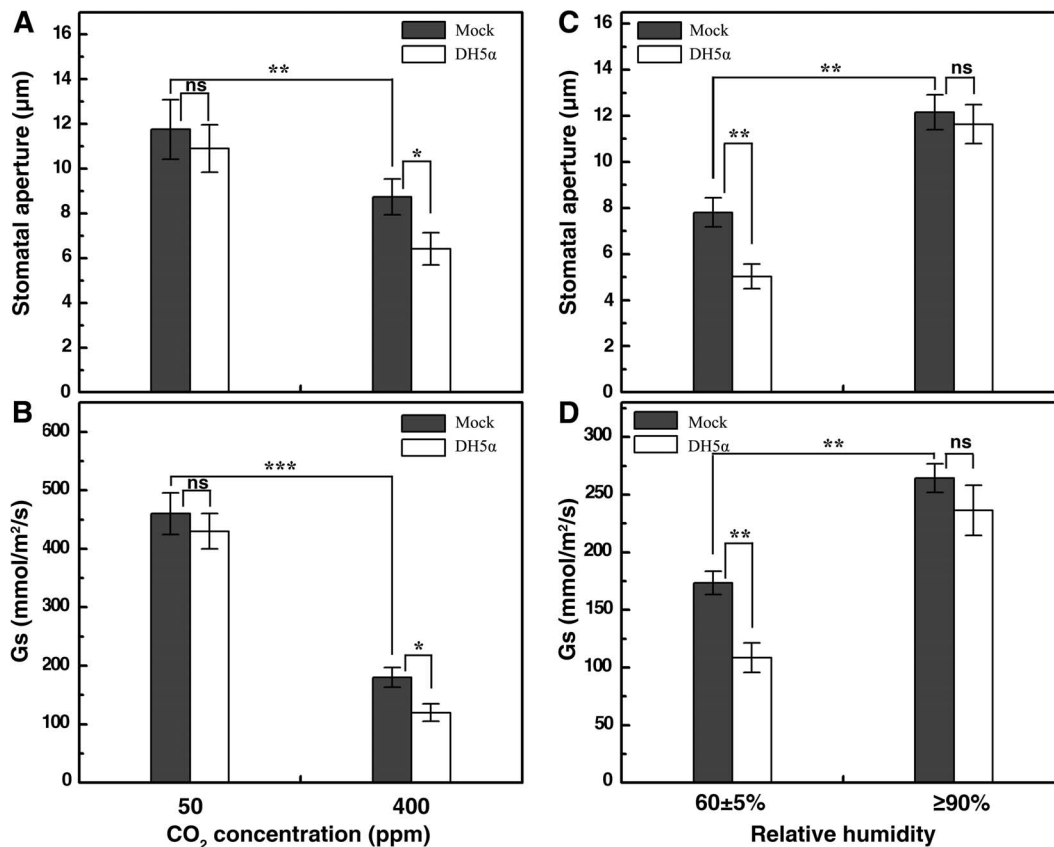 A
Stomatal aperture (μm)
16
14
12
10
8
6
4
2
0
Mock
DH5α
**
ns
*
B
Gs (mmol/m²/s)
600
500
400
300
200
100
0
Mock
DH5α
***
ns
*
50
400
CO₂ concentration (ppm)
C
Stomatal aperture (μm)
16
14
12
10
8
6
4
2
0
Mock
DH5α
**
**
ns
D
Gs (mmol/m²/s)
300
250
200
150
100
50
0
Mock
DH5α
**
**
ns
60±5%
≥90%
Relative humidity